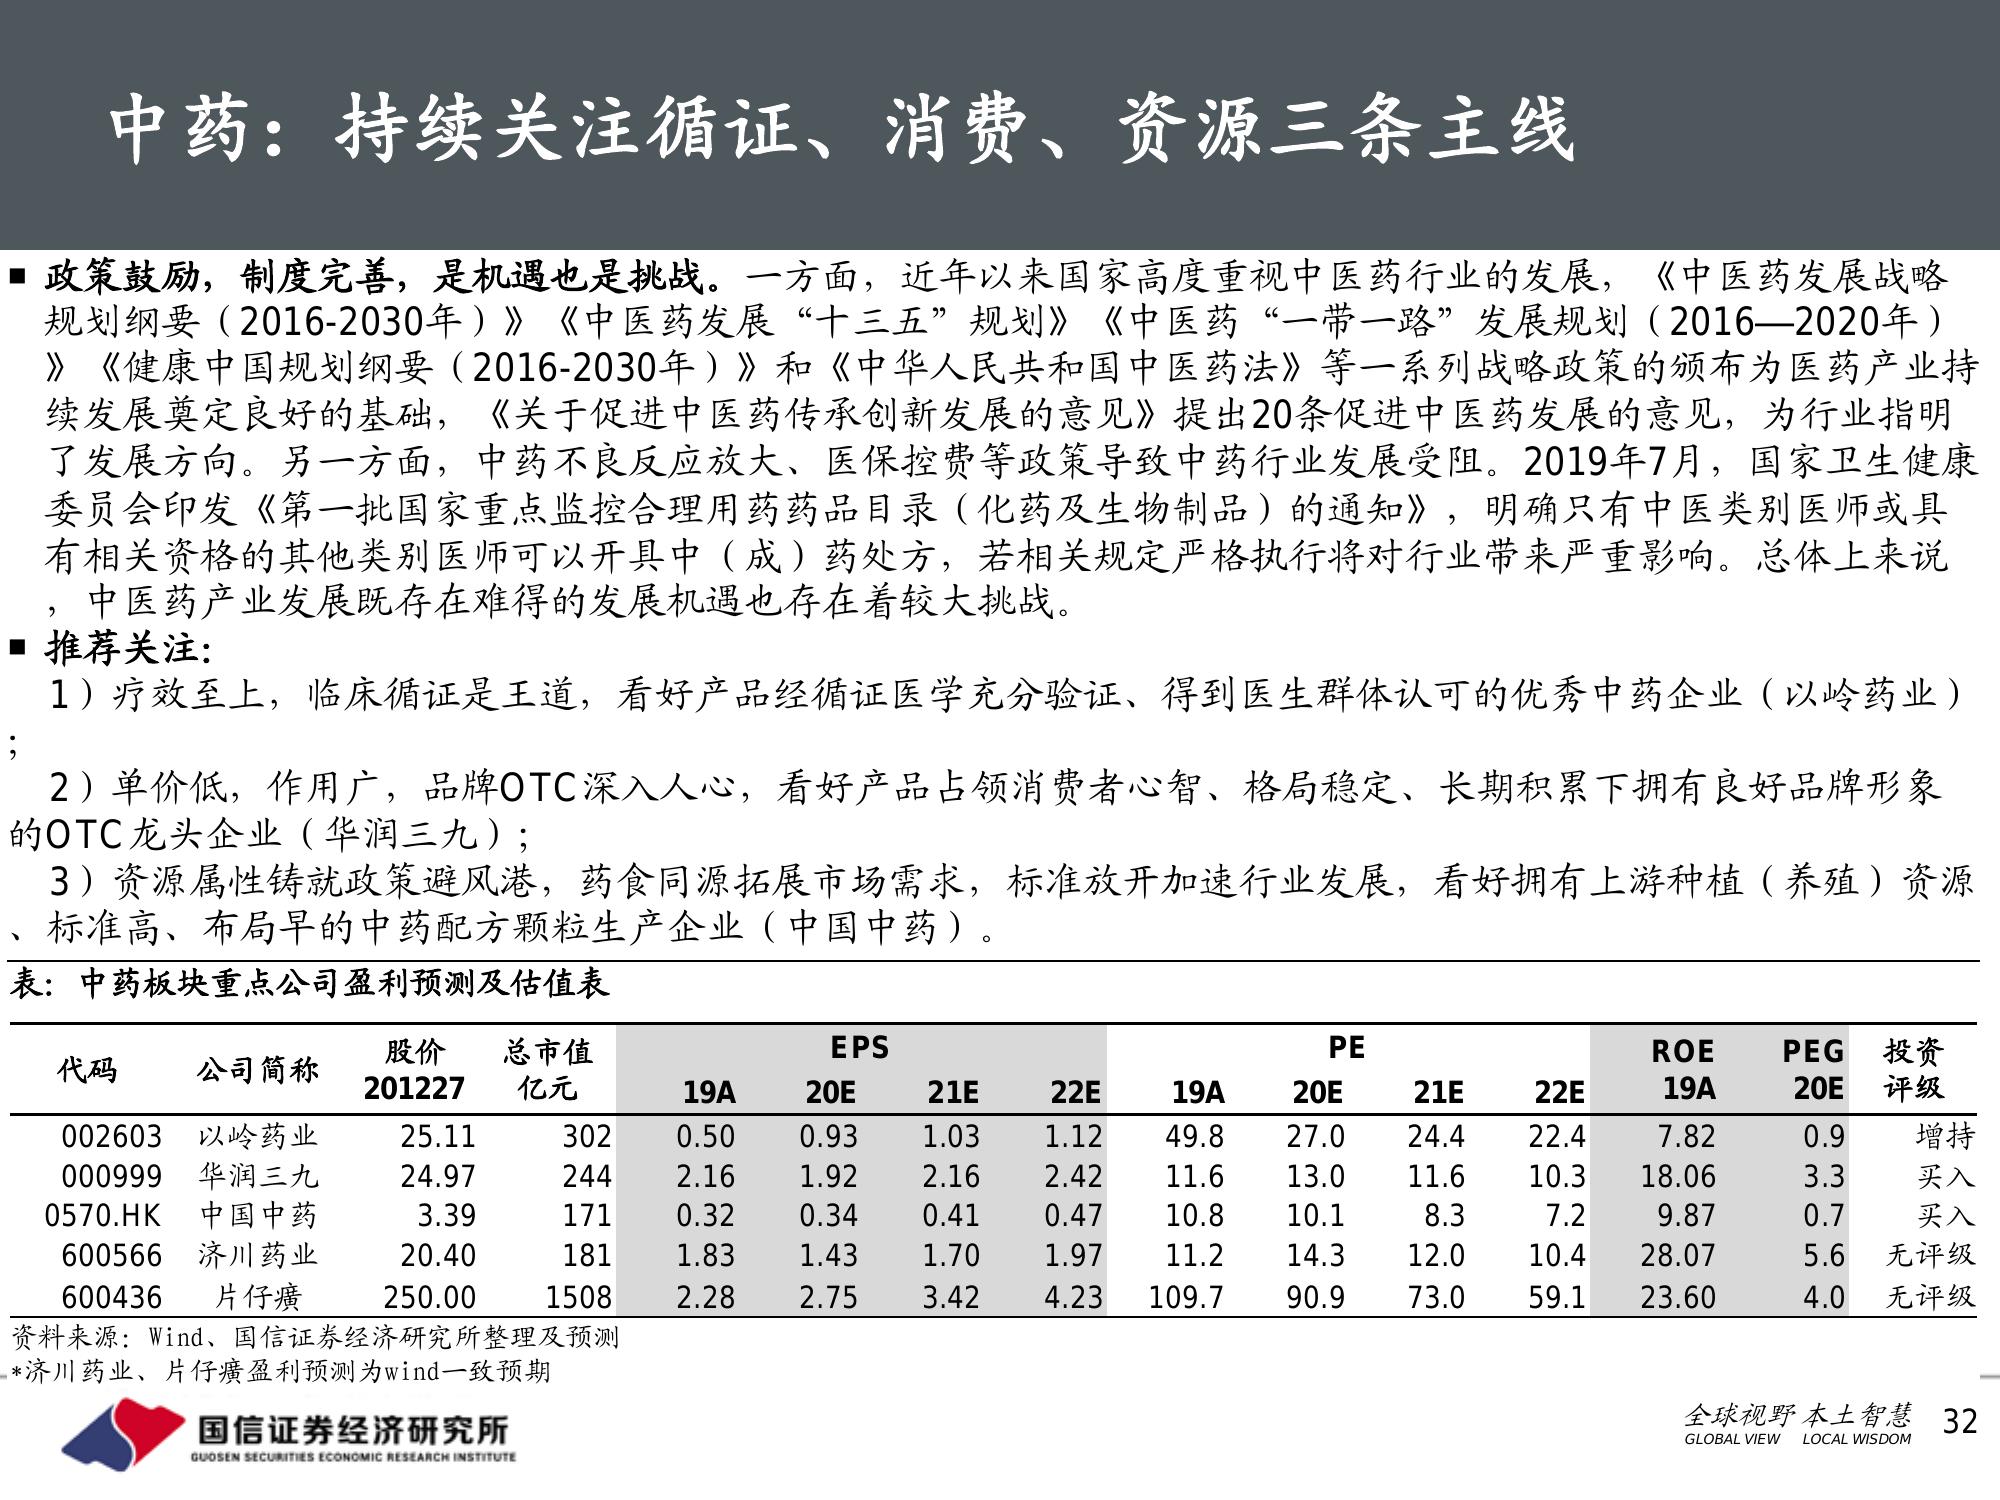 中药：持续关注循证、消费、资源三条主线
■ 政策鼓励，制度完善，是机遇也是挑战。一方面，近年以来国家高度重视中医药行业的发展，《中医药发展战略
规划纲要（2016-2030年）》《中医药发展“十三五”规划》《中医药“一带一路”发展规划（2016—2020年）
》《健康中国规划纲要（2016-2030年）》和《中华人民共和国中医药法》等一系列战略政策的颁布为医药产业持
续发展奠定良好的基础，《关于促进中医药传承创新发展的意见》提出20条促进中医药发展的意见，为行业指明
了发展方向。另一方面，中药不良反应放大、医保控费等政策导致中药行业发展受阻。2019年7月，国家卫生健康
委员会印发《第一批国家重点监控合理用药药品目录（化药及生物制品）的通知》，明确只有中医类别医师或具
有相关资格的其他类别医师可以开具中（成）药处方，若相关规定严格执行将对行业带来严重影响。总体上来说
，中医药产业发展既存在难得的发展机遇也存在着较大挑战。
■ 推荐关注：
1）疗效至上，临床循证是王道，看好产品经循证医学充分验证、得到医生群体认可的优秀中药企业（以岭药业）
；
2）单价低，作用广，品牌OTC深入人心，看好产品占领消费者心智、格局稳定、长期积累下拥有良好品牌形象
的OTC龙头企业（华润三九）；
3）资源属性铸就政策避风港，药食同源拓展市场需求，标准放开加速行业发展，看好拥有上游种植（养殖）资源
、标准高、布局早的中药配方颗粒生产企业（中国中药）。
表：中药板块重点公司盈利预测及估值表
代码 公司简称 股价 总市值 EPS PE ROE PEG 投资
201227 亿元 19A 20E 21E 22E 19A 20E 21E 22E 19A 20E 评级
002603 以岭药业 25.11 302 0.50 0.93 1.03 1.12 49.8 27.0 24.4 22.4 7.82 0.9 增持
000999 华润三九 24.97 244 2.16 1.92 2.16 2.42 11.6 13.0 11.6 10.3 18.06 3.3 买入
0570.HK 中国中药 3.39 171 0.32 0.34 0.41 0.47 10.8 10.1 8.3 7.2 9.87 0.7 买入
600566 济川药业 20.40 181 1.83 1.43 1.70 1.97 11.2 14.3 12.0 10.4 28.07 5.6 无评级
600436 片仔癀 250.00 1508 2.28 2.75 3.42 4.23 109.7 90.9 73.0 59.1 23.60 4.0 无评级
资料来源：Wind、国信证券经济研究所整理及预测
*济川药业、片仔癀盈利预测为wind一致预期
国信证券经济研究所
GUOSEN SECURITIES ECONOMIC RESEARCH INSTITUTE
全球视野 本土智慧
GLOBAL VIEW LOCAL WISDOM
32